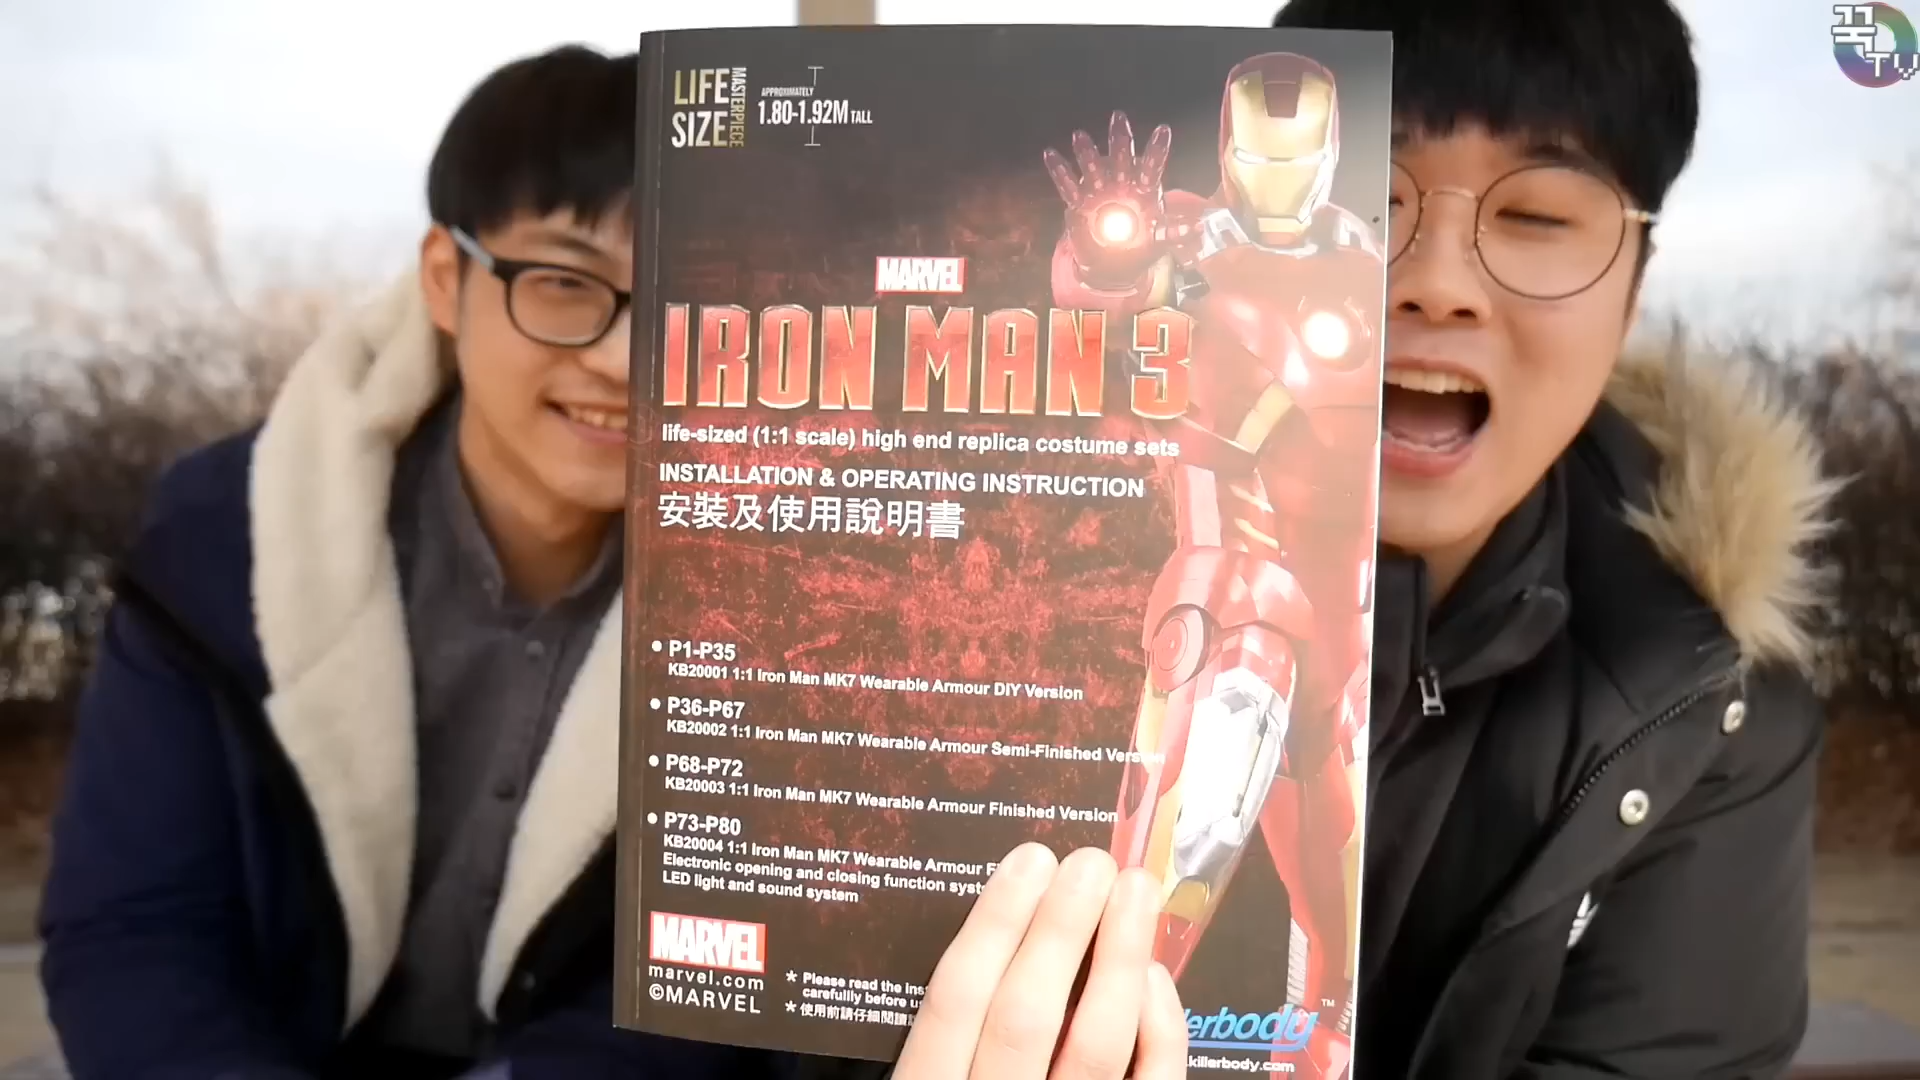 꾹
TV
LIFE
SIZE
MASTERPIECE
APPROXIMATELY
1.80-1.92M TALL
MARVEL
IRON MAN 3
life-sized (1:1 scale) high end replica costume sets
INSTALLATION & OPERATING INSTRUCTION
安裝及使用說明書
● P1-P35
KB20001 1:1 Iron Man MK7 Wearable Armour DIY Version
● P36-P67
KB20002 1:1 Iron Man MK7 Wearable Armour Semi-Finished Version
● P68-P72
KB20003 1:1 Iron Man MK7 Wearable Armour Finished Version
● P73-P80
KB20004 1:1 Iron Man MK7 Wearable Armour
Electronic opening and closing function
LED light and sound system
MARVEL
marvel.com
©MARVEL
* Please read the
carefullly before
* 使用前請仔細閱讀
erbody™
.killerbody.com